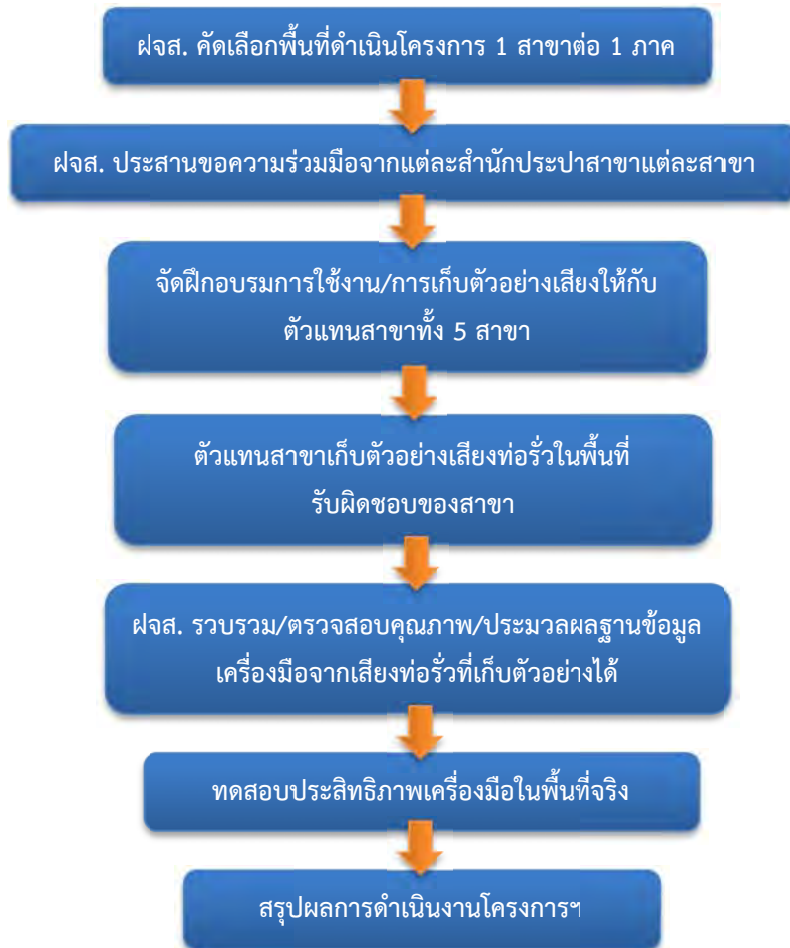 ฝจส. คัดเลือกพื้นที่ดำเนินโครงการ 1 สาขาต่อ 1 ภาค
ฝจส. ประสานขอความร่วมมือจากแต่ละสำนักประปาสาขาแต่ละสาขา
จัดฝึกอบรมการใช้งาน/การเก็บตัวอย่างเสียงให้กับ
ตัวแทนสาขาทั้ง 5 สาขา
ตัวแทนสาขาเก็บตัวอย่างเสียงท่อรั่วในพื้นที่
รับผิดชอบของสาขา
ฝจส. รวบรวม/ตรวจสอบคุณภาพ/ประมวลผลฐานข้อมูล
เครื่องมือจากเสียงท่อรั่วที่เก็บตัวอย่างได้
ทดสอบประสิทธิภาพเครื่องมือในพื้นที่จริง
สรุปผลการดำเนินงานโครงการฯ